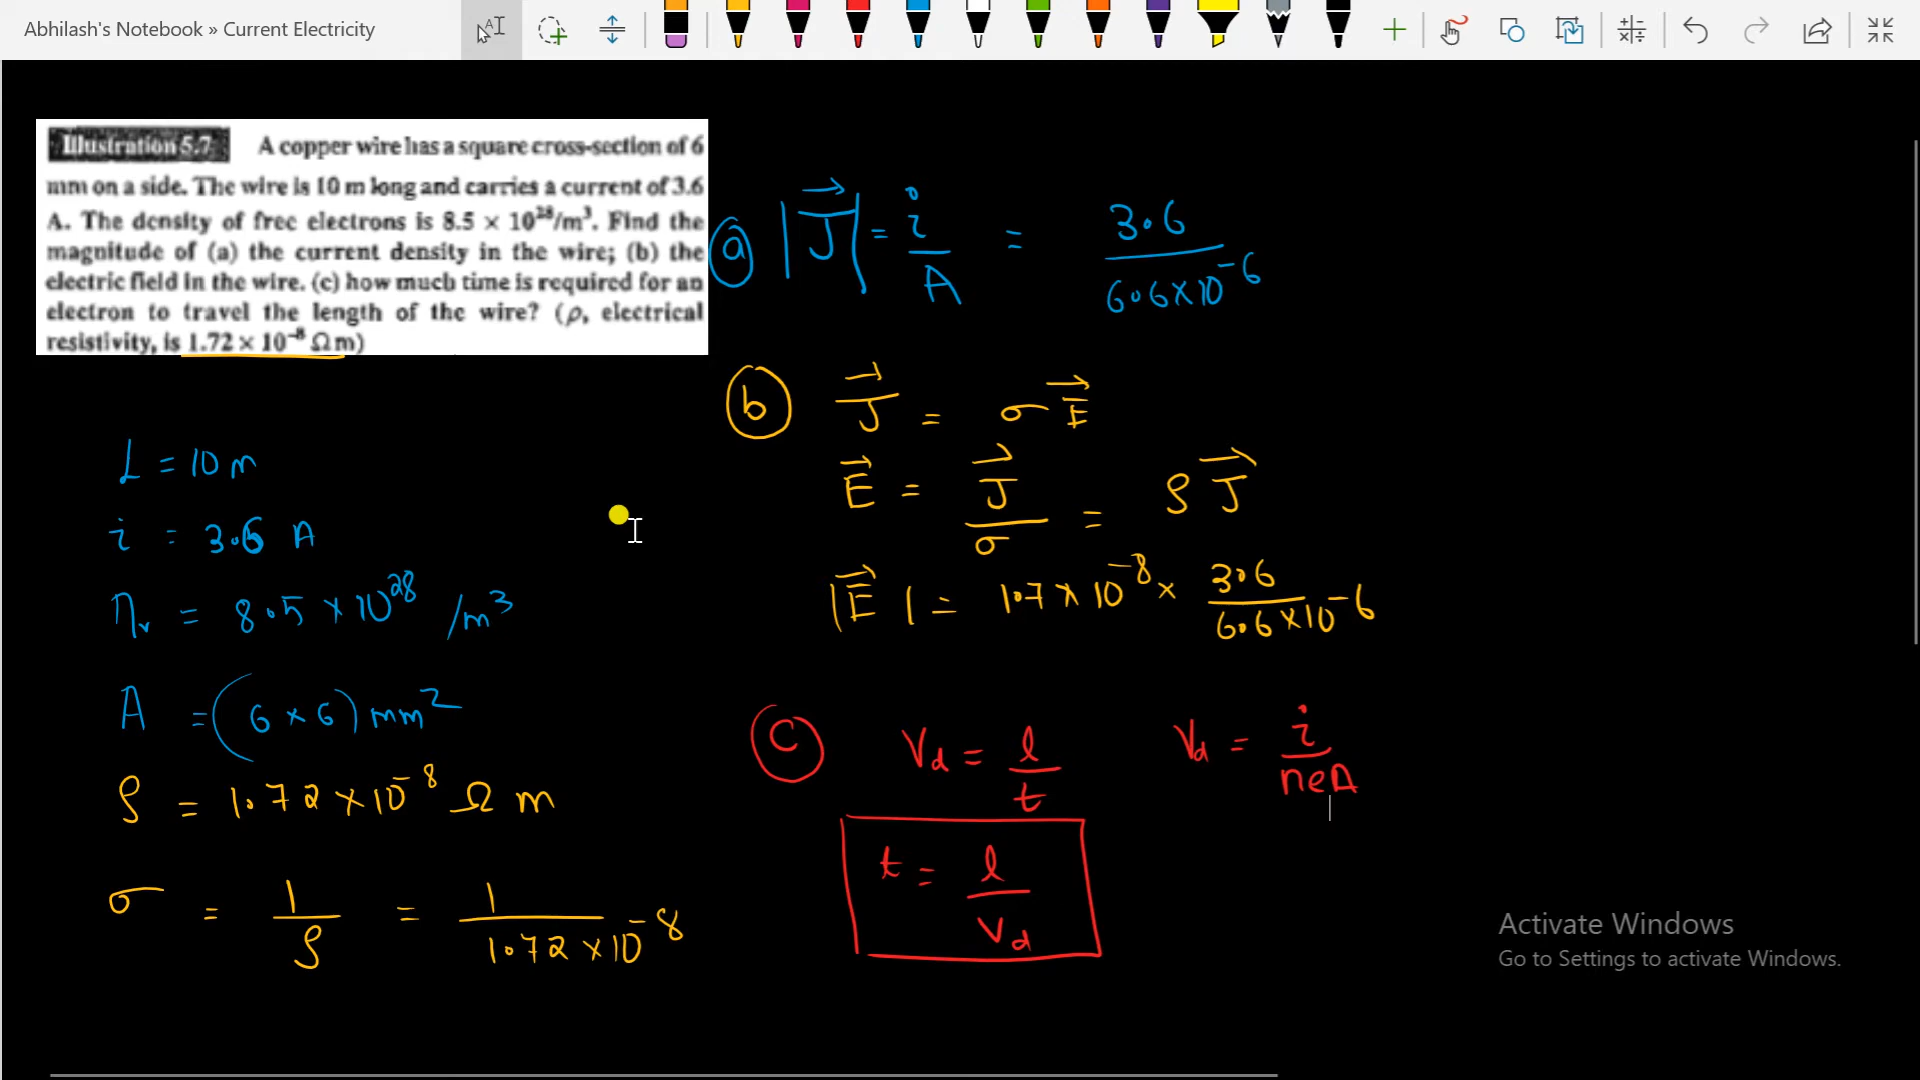 Abhilash's Notebook » Current Electricity
Illustration 5.7 A copper wire has a square cross-section of 6
mm on a side. The wire is 10 m long and carries a current of 3.6
A. The density of free electrons is 8.5 × 10²⁸/m³. Find the
magnitude of (a) the current density in the wire; (b) the
electric field in the wire. (c) how much time is required for an
electron to travel the length of the wire? (ρ, electrical
resistivity, is 1.72 × 10⁻⁸ Ω m)
L = 10 m
i = 3.6 A
ηᵥ = 8.5 × 10²⁸ /m³
A = (6 × 6) mm²
ρ = 1.72 × 10⁻⁸ Ω m
σ = 1/ρ = 1/1.72 × 10⁻⁸
(a) |J⃗| = i/A = 3.6/6.6×10⁻⁶
(b) J⃗ = σ E⃗
E⃗ = J⃗/σ = ρ J⃗
|E⃗| = 1.7 × 10⁻⁸ × 3.6/6.6×10⁻⁶
(c) V_d = l/t V_d = i/neA
t = l/V_d
Activate Windows
Go to Settings to activate Windows.